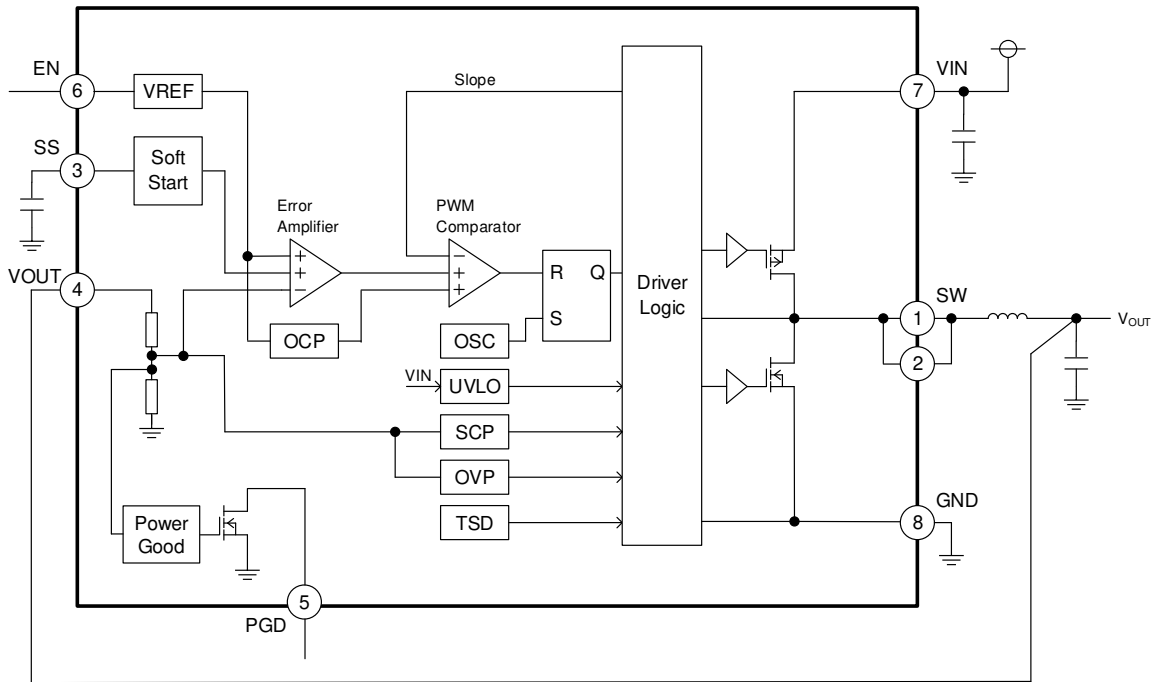 EN
6
VREF
Slope
7
VIN
SS
3
Soft
Start
Error
Amplifier
PWM
Comparator
+
+
−
−
+
+
R
Q
S
Driver
Logic
VOUT
4
OCP
OSC
SW
1
2
VOUT
VIN
UVLO
SCP
OVP
TSD
GND
8
Power
Good
5
PGD